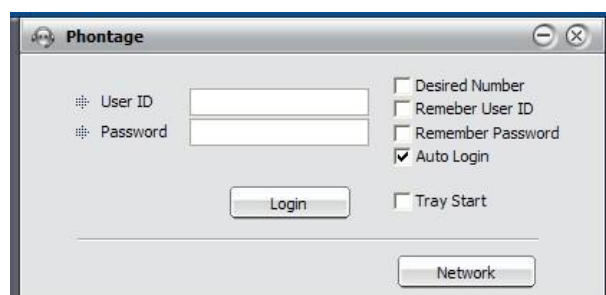 Phontage
User ID
Password
Desired Number
Remeber User ID
Remember Password
Auto Login
Login
Tray Start
Network